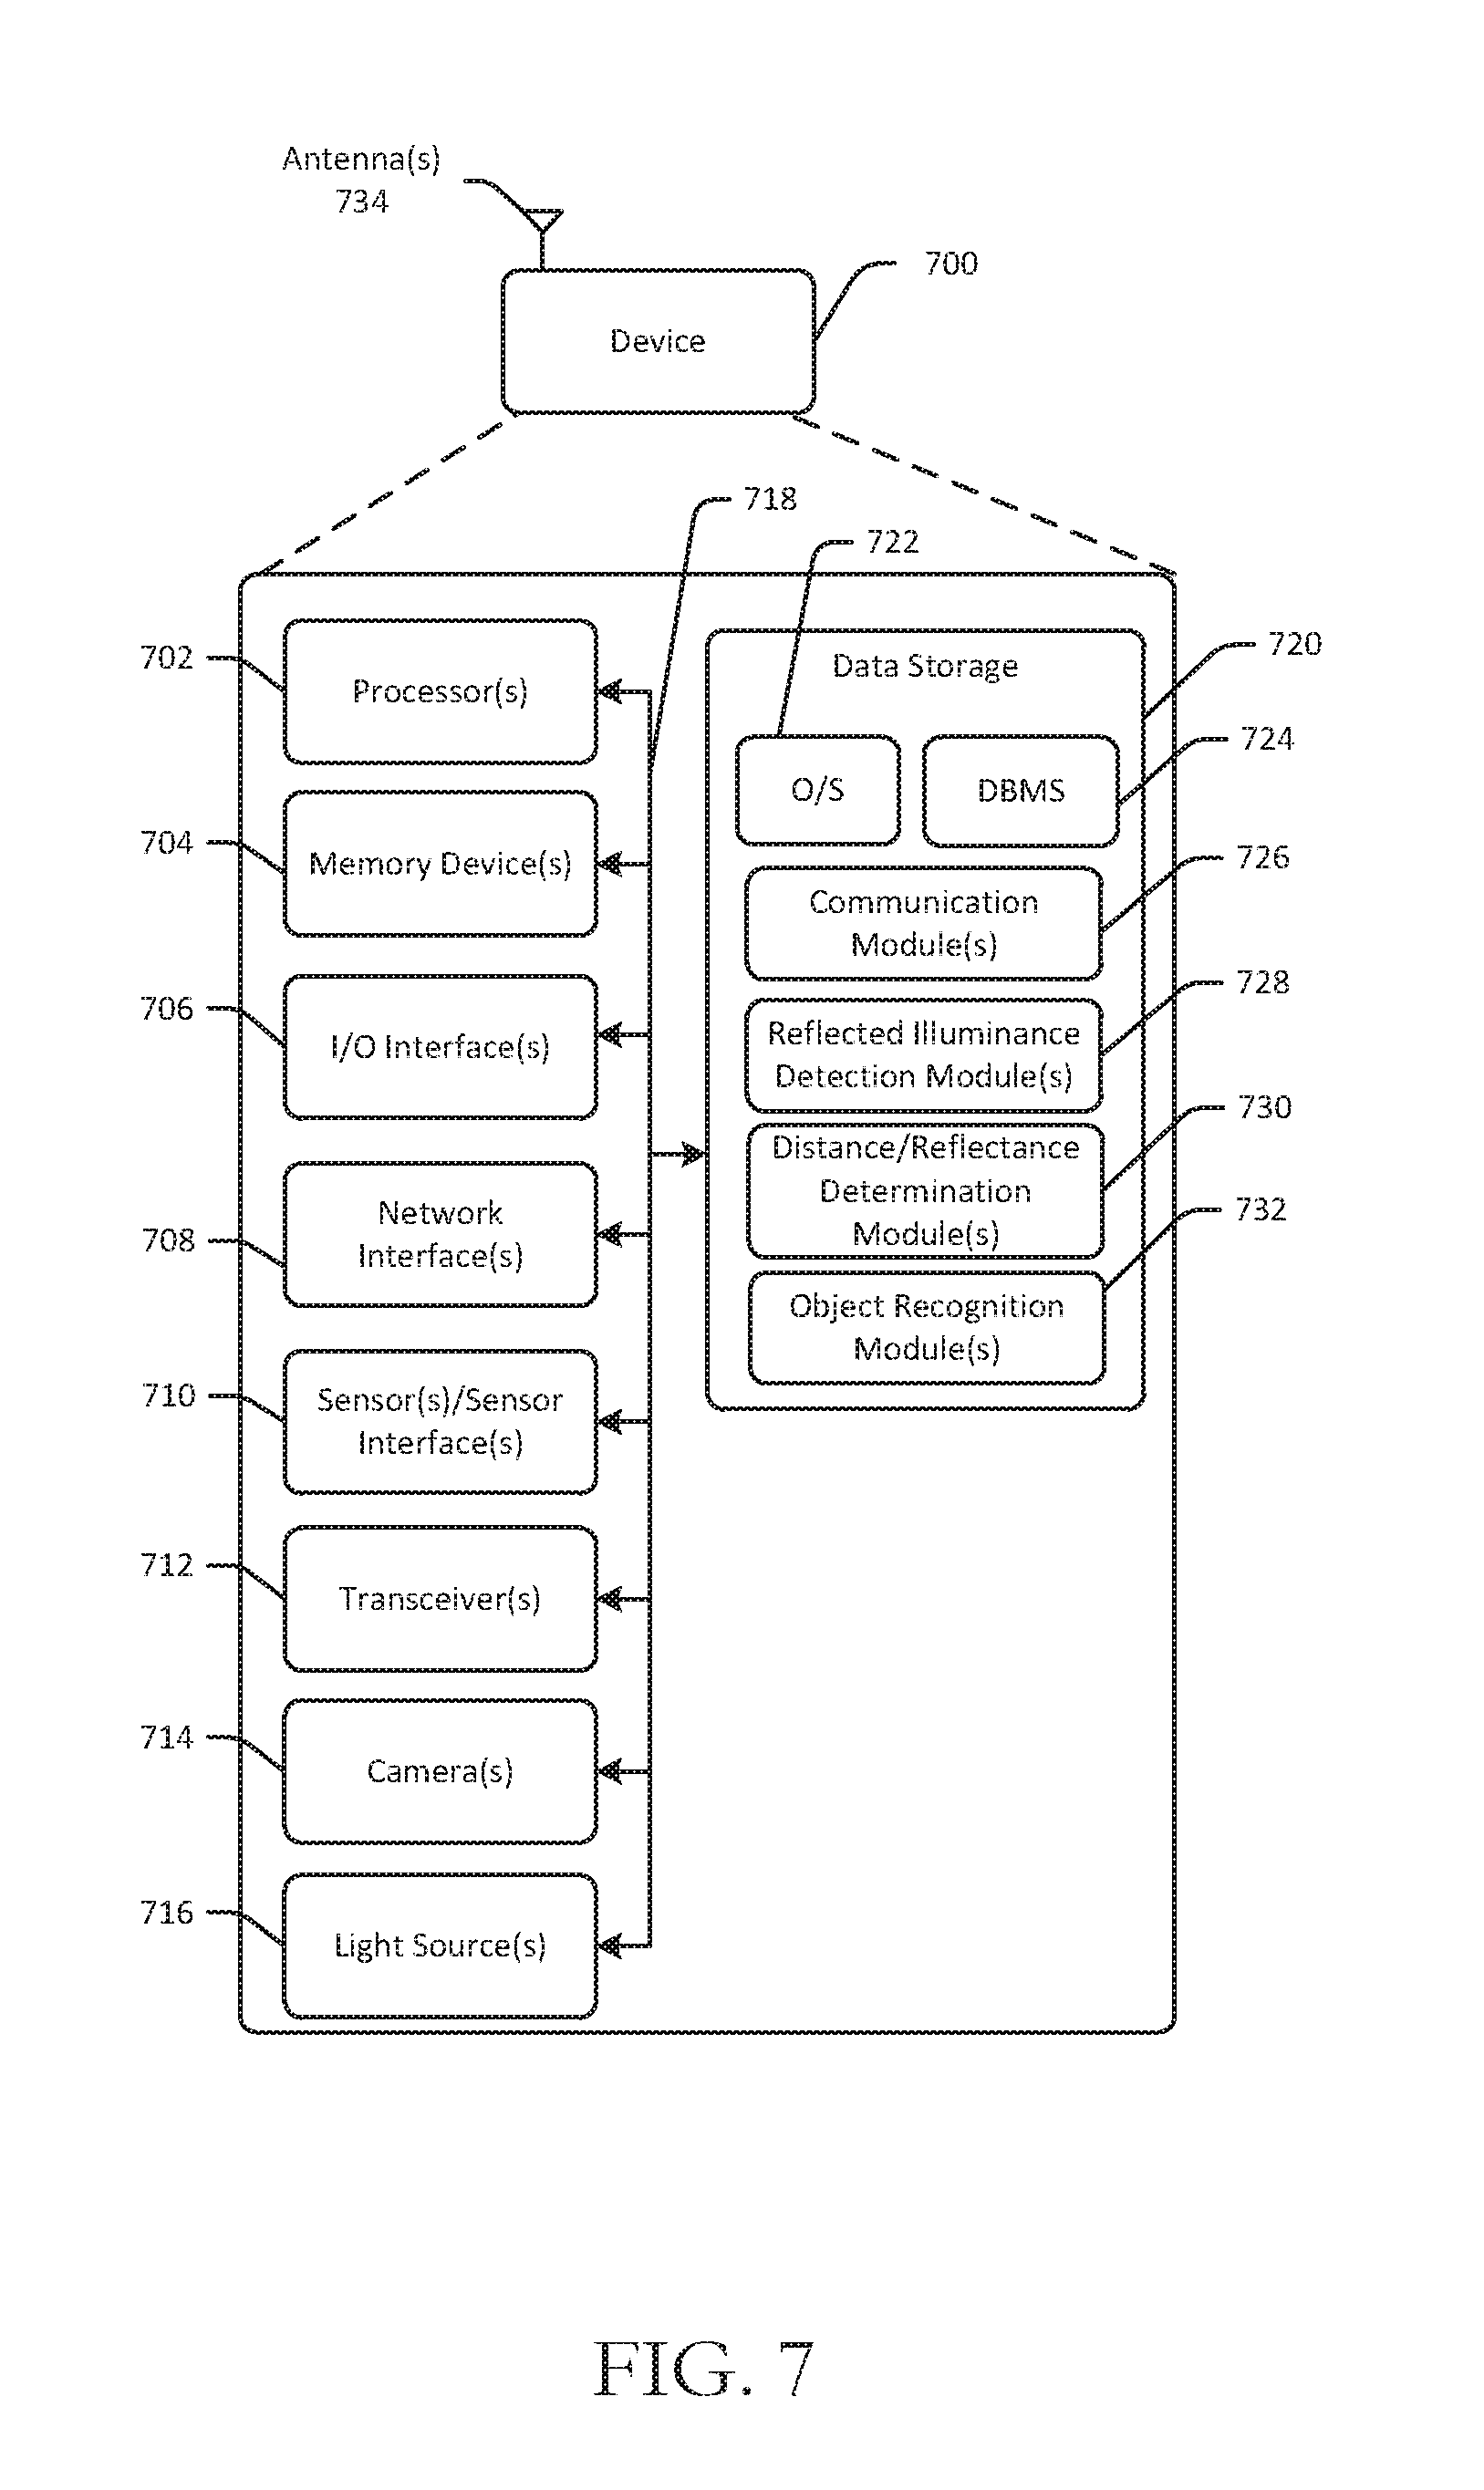 Antenna(s)
734
700
Device
718
722
702
Processor(s)
Data Storage
720
O/S
DBMS
724
704
Memory Device(s)
Communication
Module(s)
726
706
I/O Interface(s)
Reflected Illuminance
Detection Module(s)
728
Distance/Reflectance
Determination
Module(s)
730
708
Network
Interface(s)
Object Recognition
Module(s)
732
710
Sensor(s)/Sensor
Interface(s)
712
Transceiver(s)
714
Camera(s)
716
Light Source(s)
FIG. 7